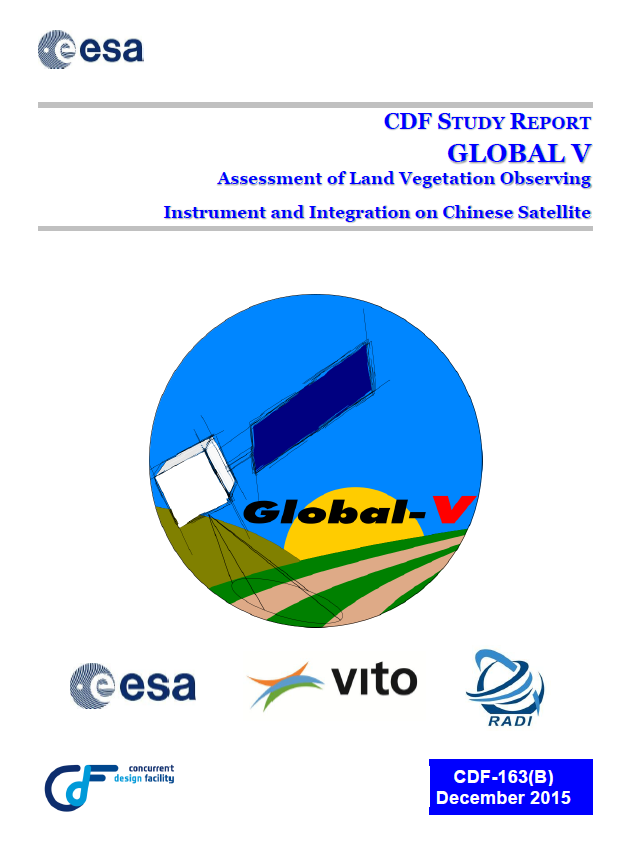 esa
CDF STUDY REPORT
GLOBAL V
Assessment of Land Vegetation Observing
Instrument and Integration on Chinese Satellite
Global-V
esa
vito
RADI
CDF
concurrent
design facility
CDF-163(B)
December 2015